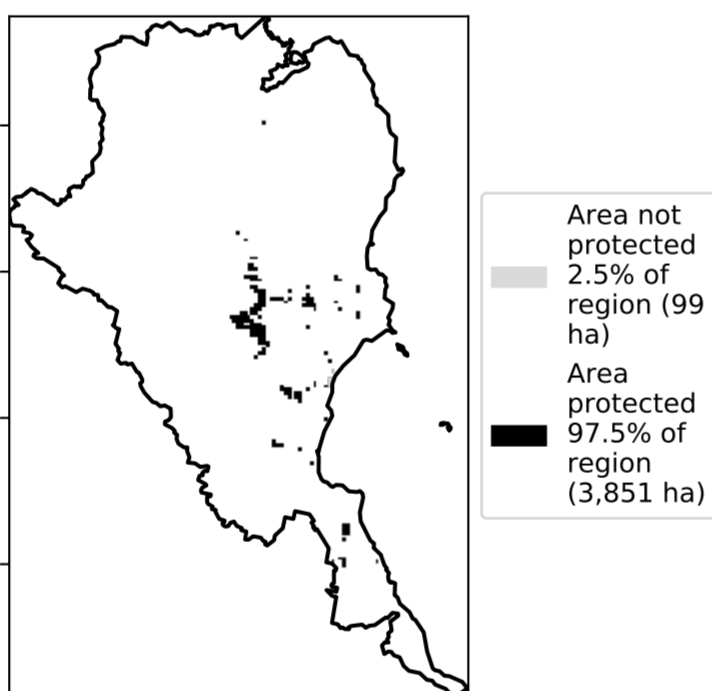 Area not
protected
2.5% of
region (99
ha)
Area
protected
97.5% of
region
(3,851 ha)